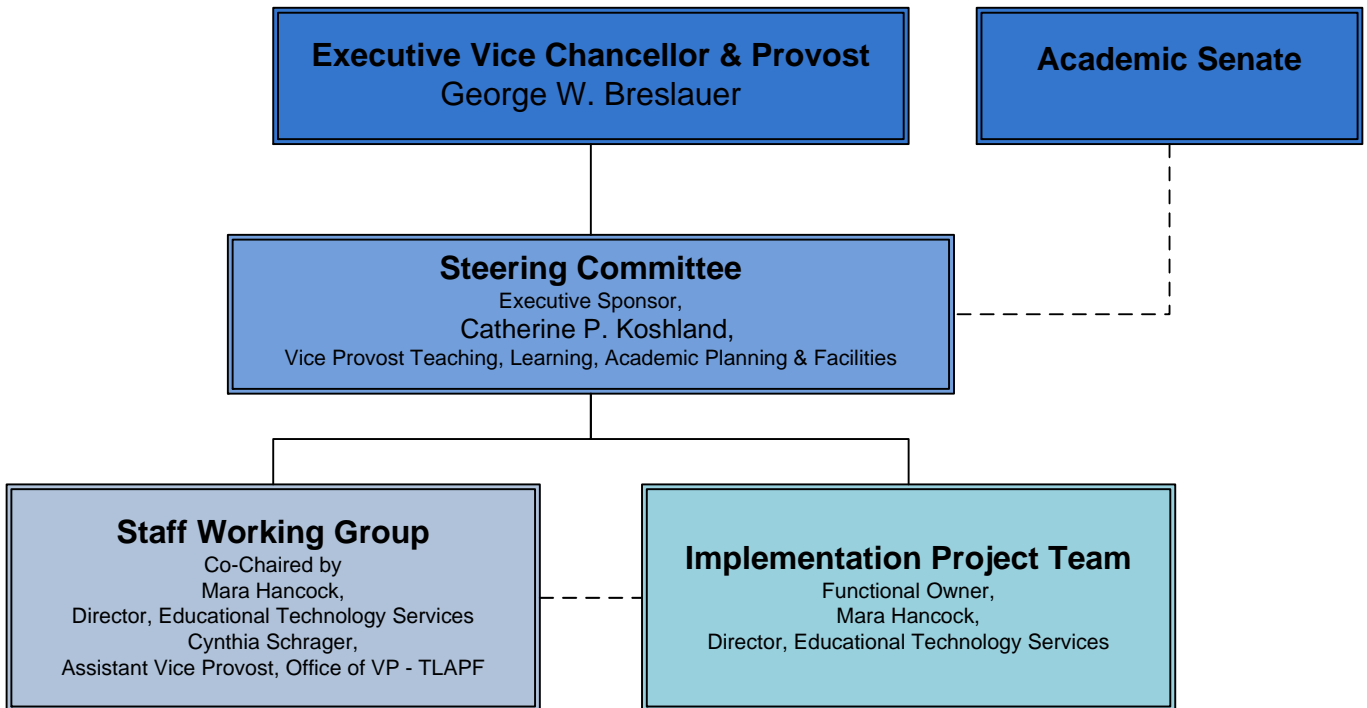 Executive Vice Chancellor & Provost
George W. Breslauer
Academic Senate
Steering Committee
Executive Sponsor,
Catherine P. Koshland,
Vice Provost Teaching, Learning, Academic Planning & Facilities
Staff Working Group
Co-Chaired by
Mara Hancock,
Director, Educational Technology Services
Cynthia Schrager,
Assistant Vice Provost, Office of VP - TLAPF
Implementation Project Team
Functional Owner,
Mara Hancock,
Director, Educational Technology Services